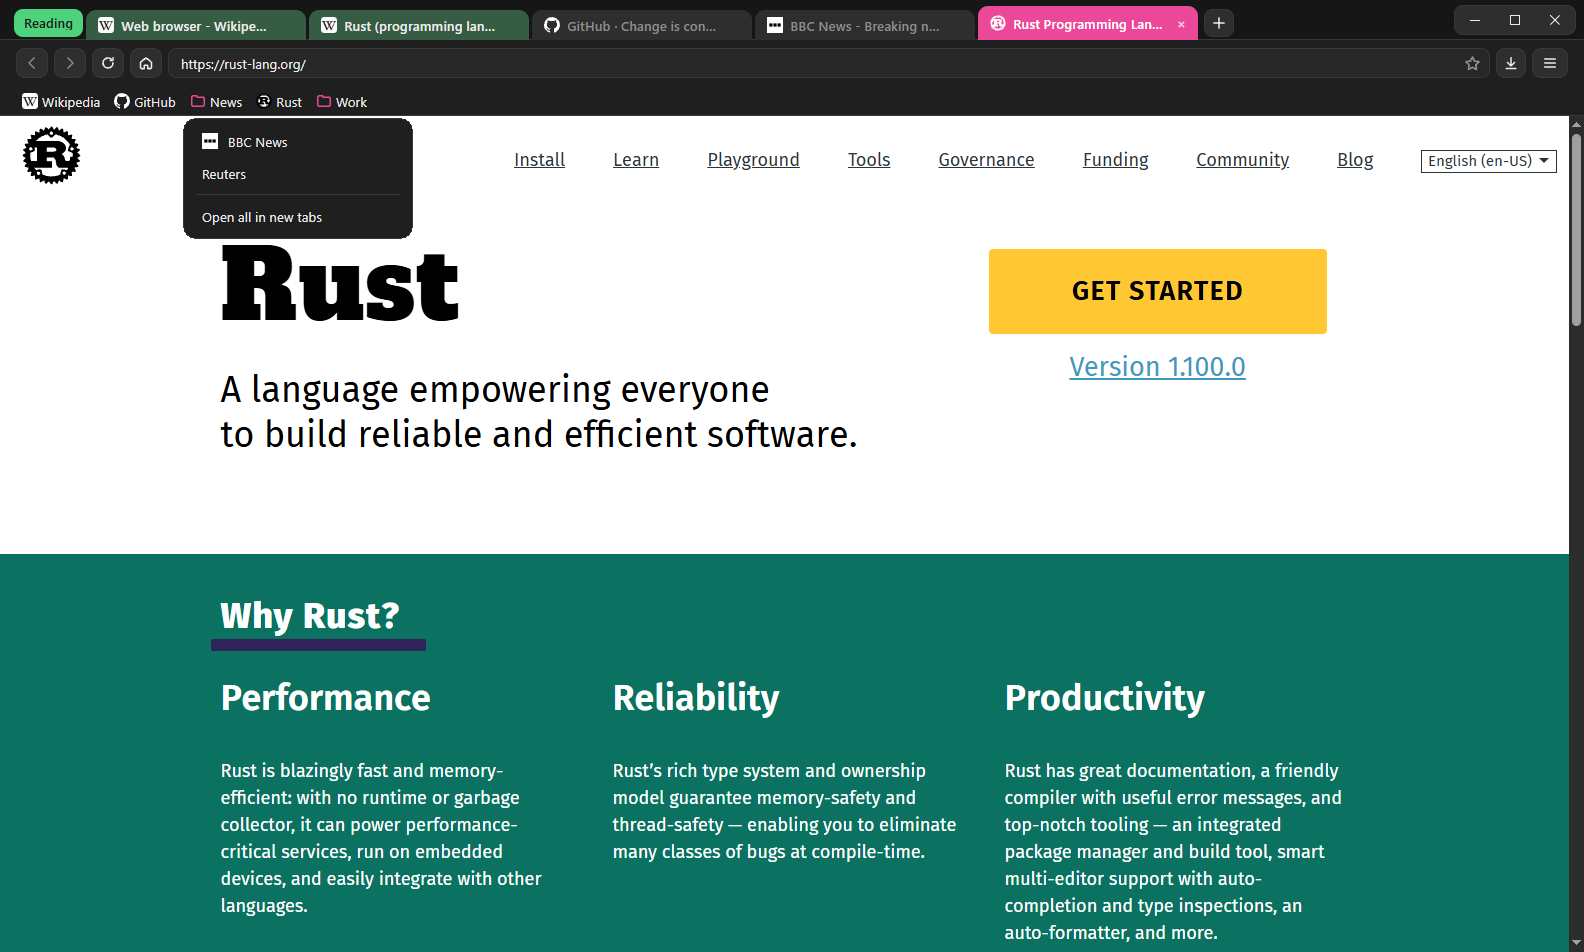 Reading
Web browser - Wikipe...
Rust (programming lan...
GitHub · Change is con...
BBC News - Breaking n...
Rust Programming Lan...
https://rust-lang.org/
Wikipedia
GitHub
News
Rust
Work
BBC News
Reuters
Open all in new tabs
Install
Learn
Playground
Tools
Governance
Funding
Community
Blog
English (en-US)
Rust
GET STARTED
Version 1.100.0
A language empowering everyone
to build reliable and efficient software.
Why Rust?
Performance
Rust is blazingly fast and memory-
efficient: with no runtime or garbage
collector, it can power performance-
critical services, run on embedded
devices, and easily integrate with other
languages.
Reliability
Rust’s rich type system and ownership
model guarantee memory-safety and
thread-safety — enabling you to eliminate
many classes of bugs at compile-time.
Productivity
Rust has great documentation, a friendly
compiler with useful error messages, and
top-notch tooling — an integrated
package manager and build tool, smart
multi-editor support with auto-
completion and type inspections, an
auto-formatter, and more.